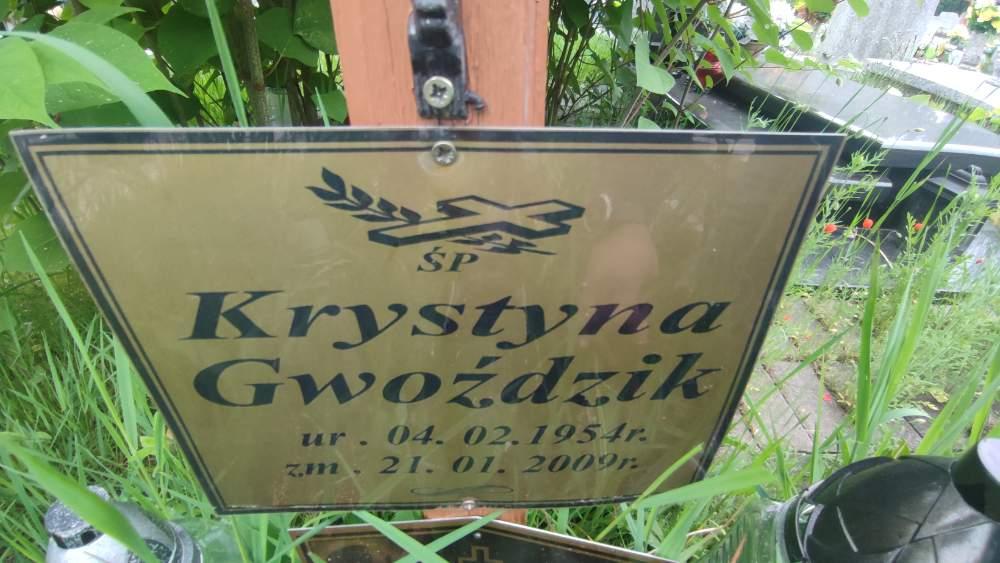 ŚP
Krystyna
Gwoździk
ur. 04. 02. 1954r.
zm. 21. 01. 2009r.